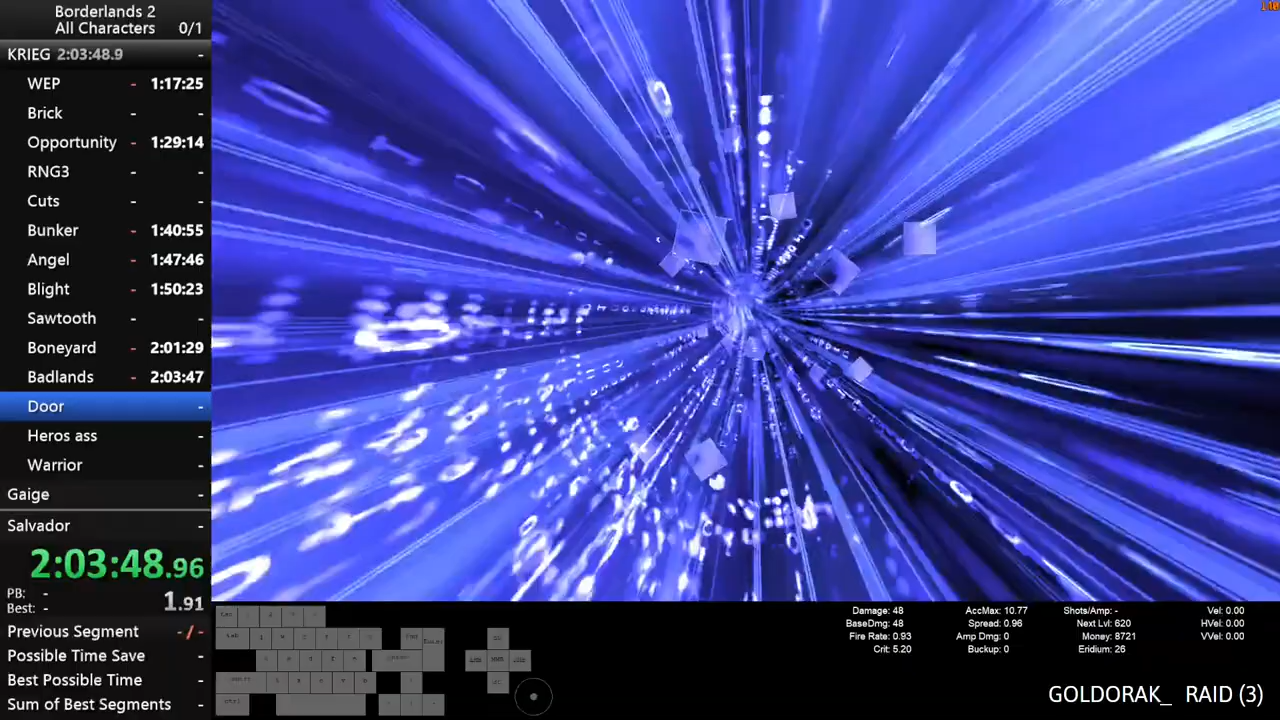 Borderlands 2
All Characters 0/1
KRIEG 2:03:48.9 -
WEP - 1:17:25
Brick - -
Opportunity - 1:29:14
RNG3 - -
Cuts - -
Bunker - 1:40:55
Angel - 1:47:46
Blight - 1:50:23
Sawtooth - -
Boneyard - 2:01:29
Badlands - 2:03:47
Door -
Heros ass -
Warrior -
Gaige -
Salvador -
2:03:48.96
PB: -
Best: -
1.91
Previous Segment - / -
Possible Time Save -
Best Possible Time -
Sum of Best Segments -
Damage: 48 AccMax: 10.77 Shots/Amp: - Vel: 0.00
BaseDmg: 48 Spread: 0.96 Next Lvl: 620 HVel: 0.00
Fire Rate: 0.93 Amp Dmg: 0 Money: 8721 VVel: 0.00
Crit: 5.20 Buckup: 0 Eridium: 26
GOLDORAK_ RAID (3)